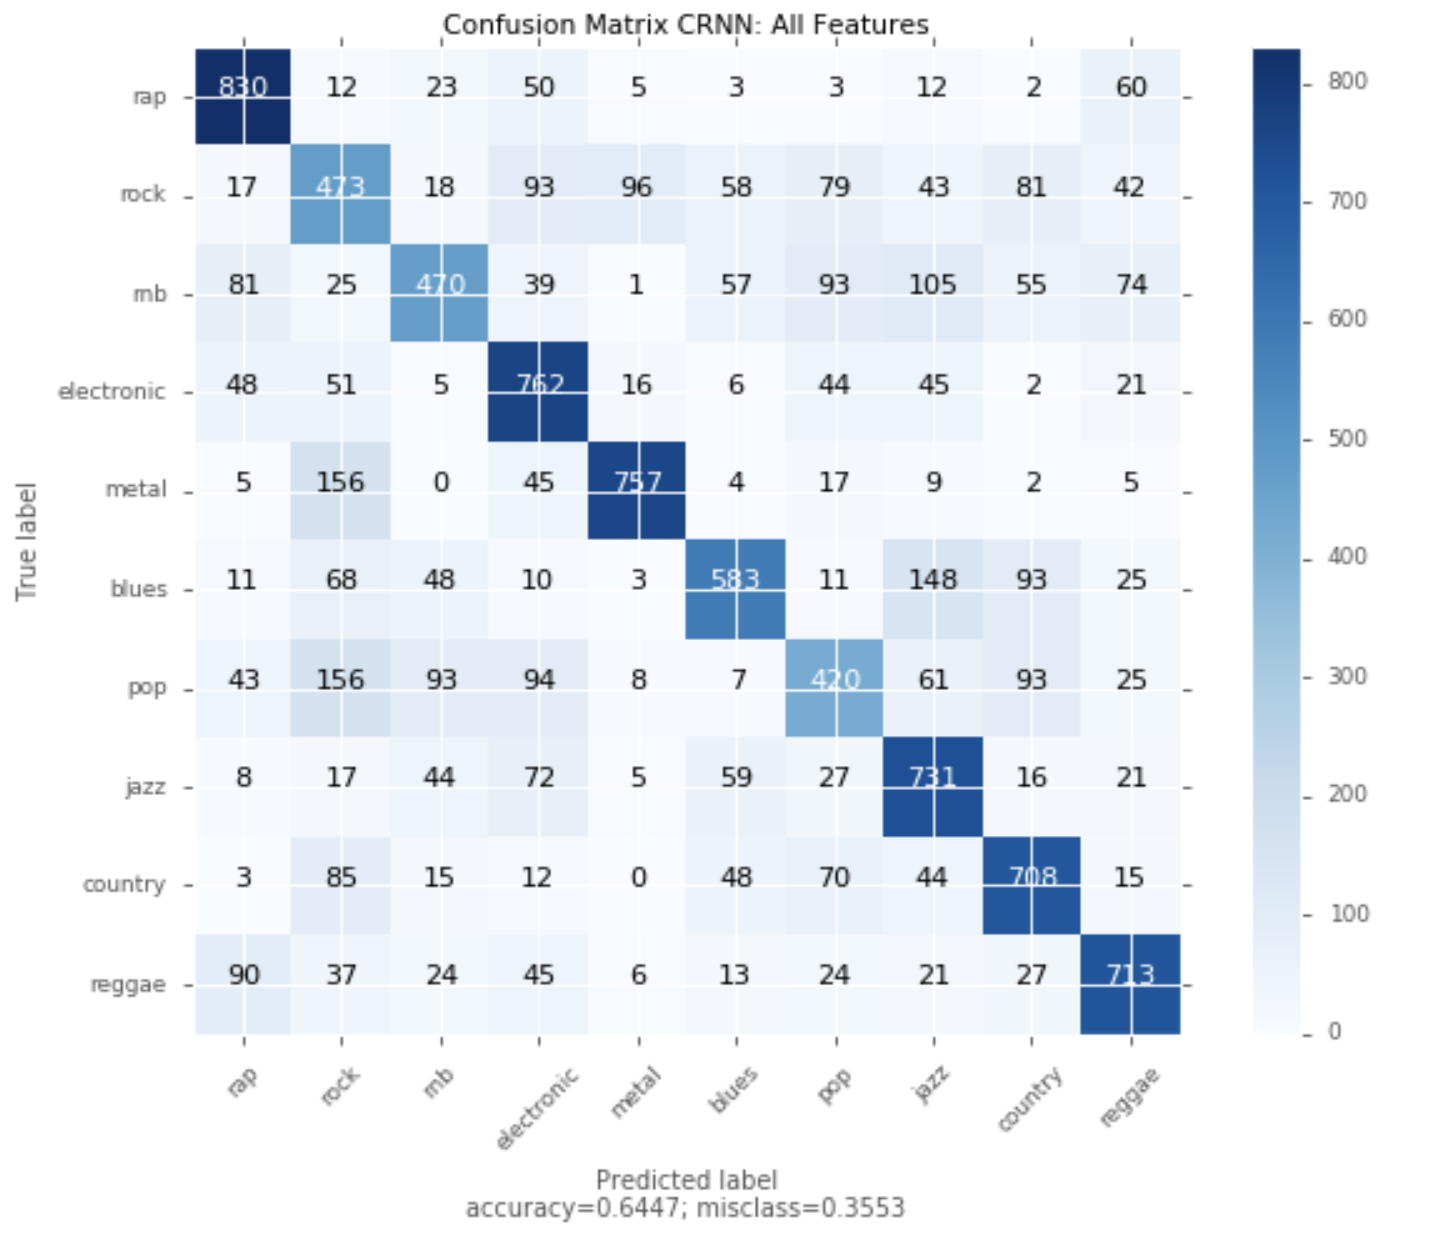 Confusion Matrix CRNN: All Features
rap 830 12 23 50 5 3 3 12 2 60
rock 17 473 18 93 96 58 79 43 81 42
rnb 81 25 470 39 1 57 93 105 55 74
electronic 48 51 5 762 16 6 44 45 2 21
metal 5 156 0 45 757 4 17 9 2 5
blues 11 68 48 10 3 583 11 148 93 25
pop 43 156 93 94 8 7 420 61 93 25
jazz 8 17 44 72 5 59 27 731 16 21
country 3 85 15 12 0 48 70 44 708 15
reggae 90 37 24 45 6 13 24 21 27 713
True label
rap rock rnb electronic metal blues pop jazz country reggae
Predicted label
accuracy=0.6447; misclass=0.3553
800
700
600
500
400
300
200
100
0